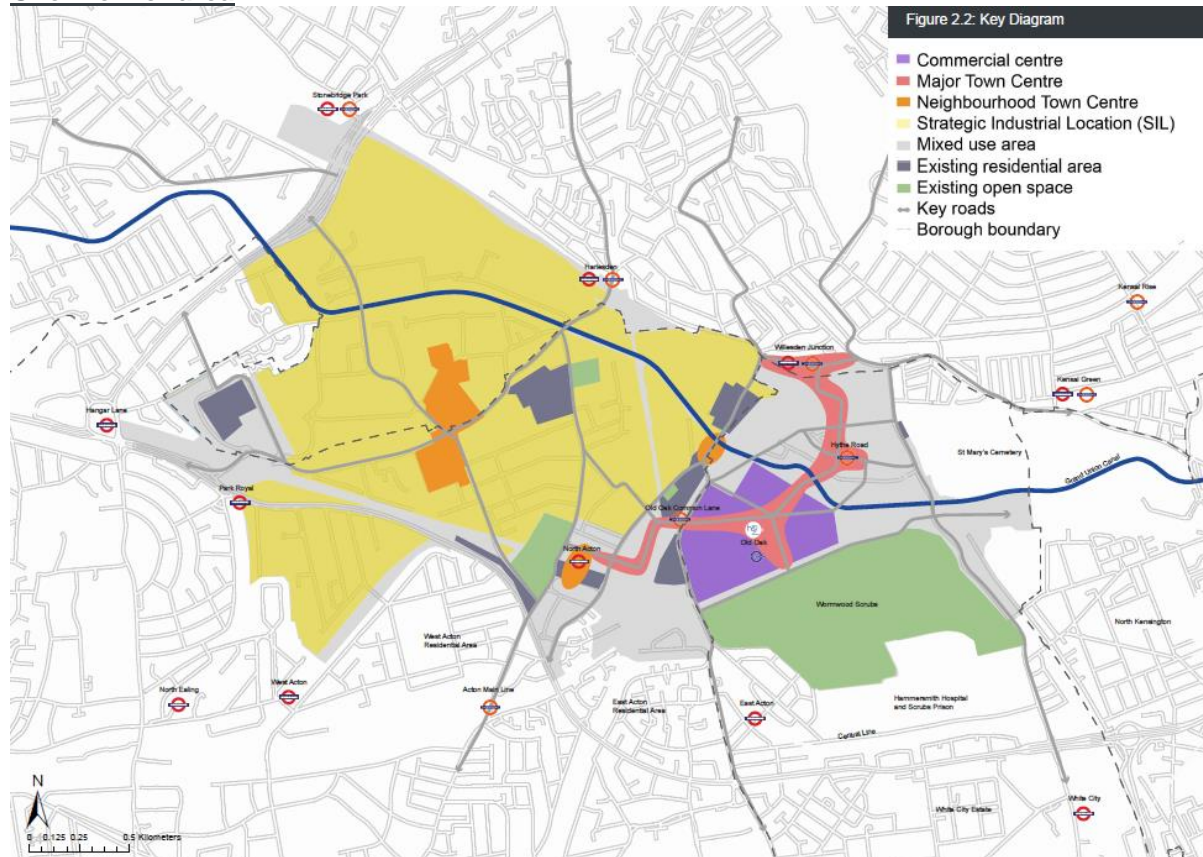 Figure 2.2: Key Diagram
Commercial centre
Major Town Centre
Neighbourhood Town Centre
Strategic Industrial Location (SIL)
Mixed use area
Existing residential area
Existing open space
Key roads
Borough boundary
Stonebridge Park
Harlesden
Kensal Rise
Willesden Junction
Kensal Green
Hanger Lane
Hythe Road
St Mary's Cemetery
Grand Union Canal
Park Royal
Old Oak Common Lane
HS2
Old Oak
North Acton
Wormwood Scrubs
North Kensington
West Acton
Residential Area
North Ealing
West Acton
Acton Main Line
East Acton
Residential Area
East Acton
Hammersmith Hospital
and Scrubs Prison
Central Line
White City Estate
White City
N
0 0.125 0.25 0.5 Kilometers